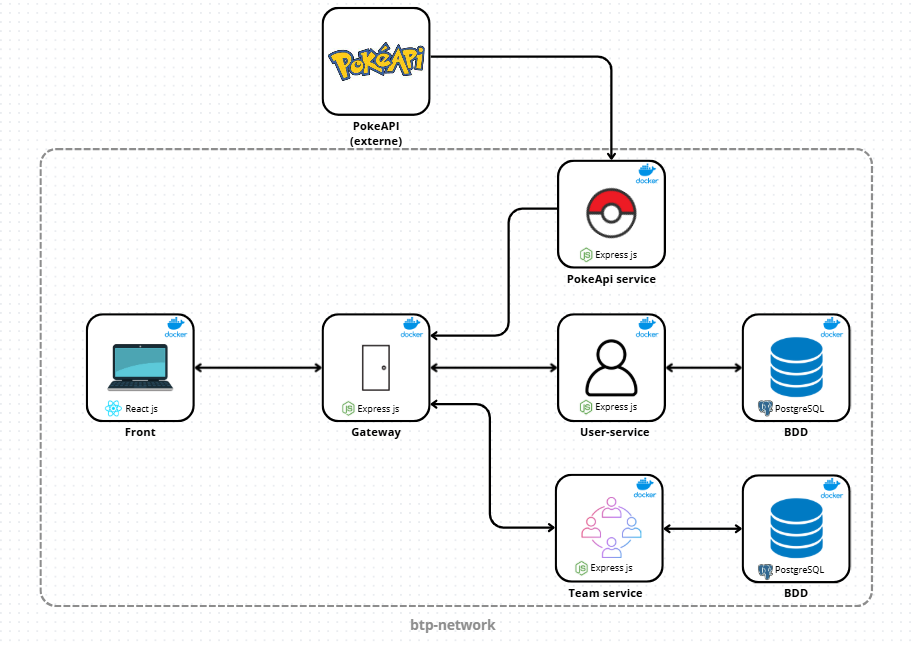 PokéAPi
PokeAPI
(externe)
docker
Express js
PokeApi service
docker
React js
Front
docker
Express js
Gateway
docker
Express js
User-service
docker
PostgreSQL
BDD
docker
Express js
Team service
docker
PostgreSQL
BDD
btp-network